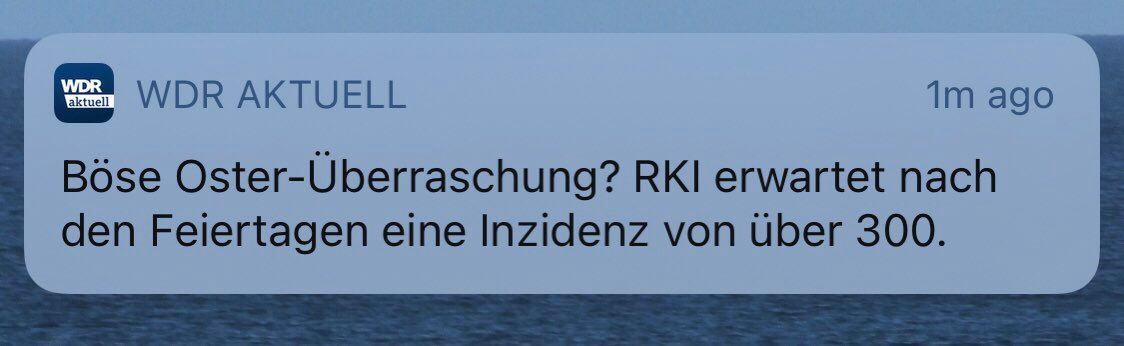 WDR
aktuell
WDR AKTUELL
1m ago
Böse Oster-Überraschung? RKI erwartet nach
den Feiertagen eine Inzidenz von über 300.